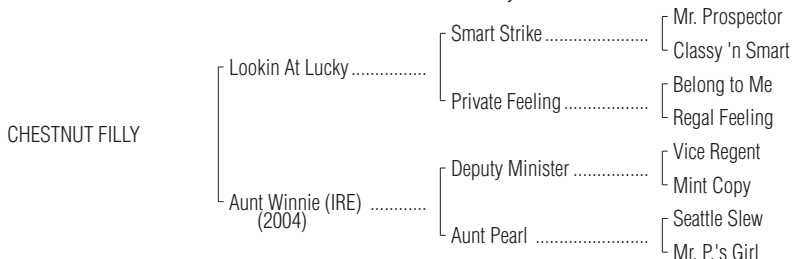 Mr. Prospector
Smart Strike ......................
Classy 'n Smart
Lookin At Lucky ................
Belong to Me
Private Feeling ..................
Regal Feeling
CHESTNUT FILLY
Vice Regent
Deputy Minister ................
Mint Copy
Aunt Winnie (IRE) ............
(2004)
Seattle Slew
Aunt Pearl ........................
Mr. P.'s Girl